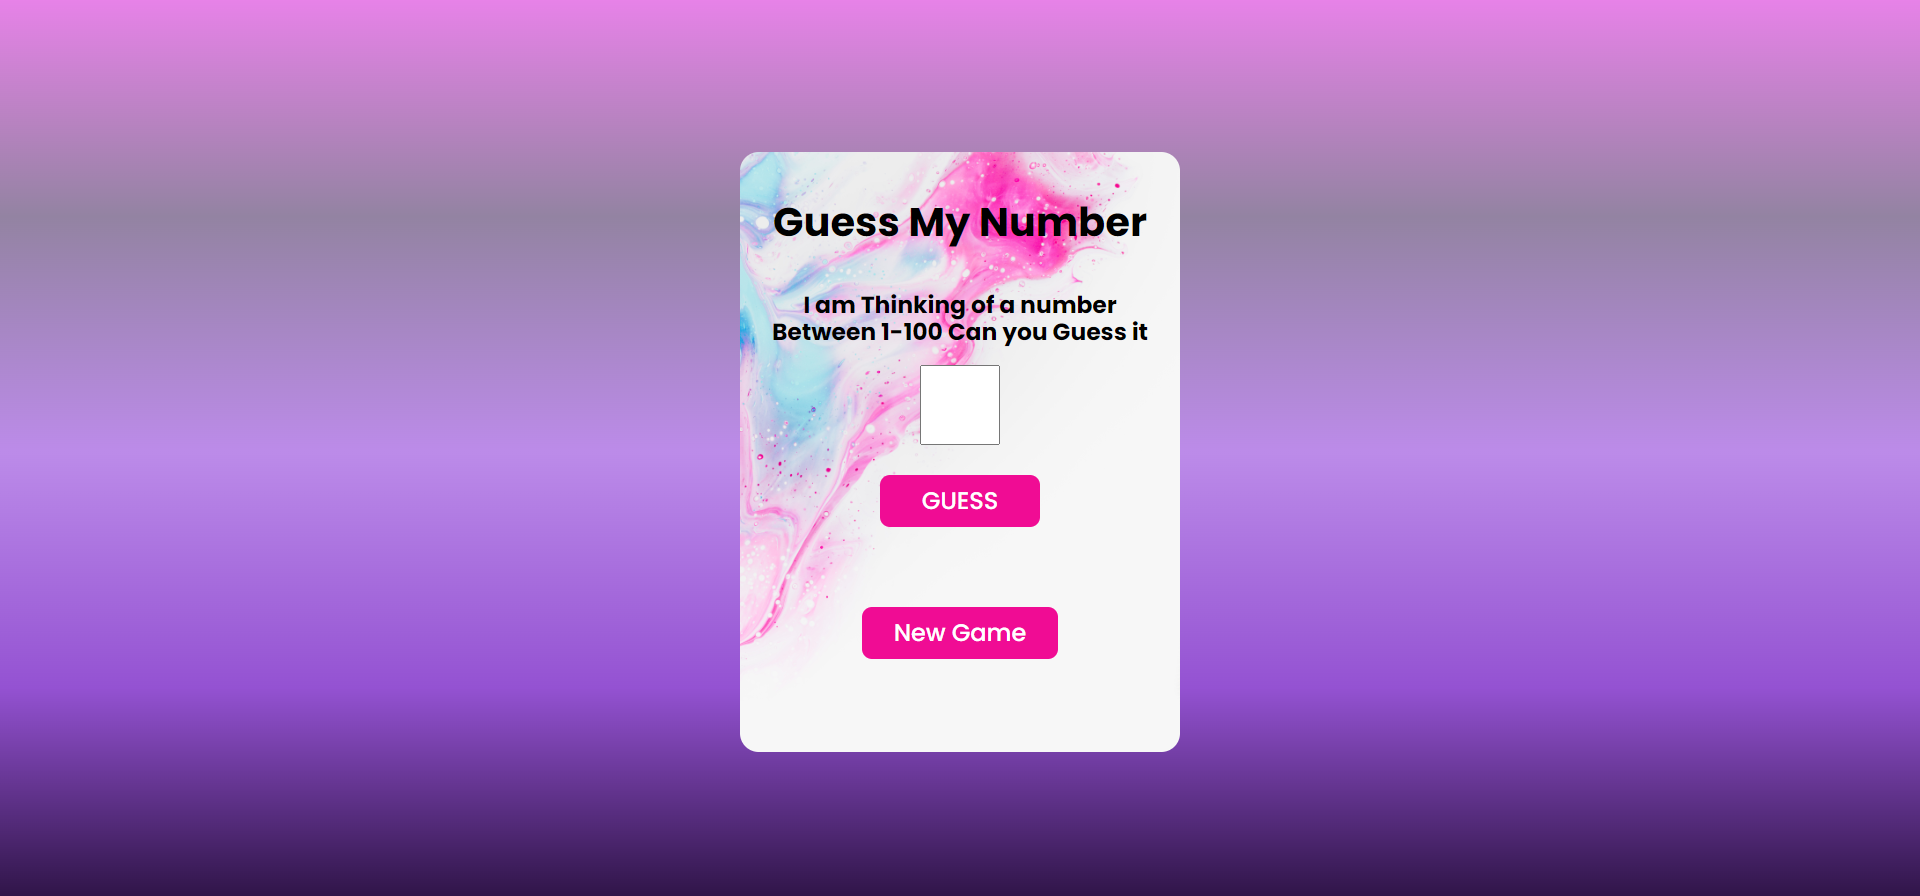 Guess My Number
I am Thinking of a number
Between 1-100 Can you Guess it
GUESS
New Game